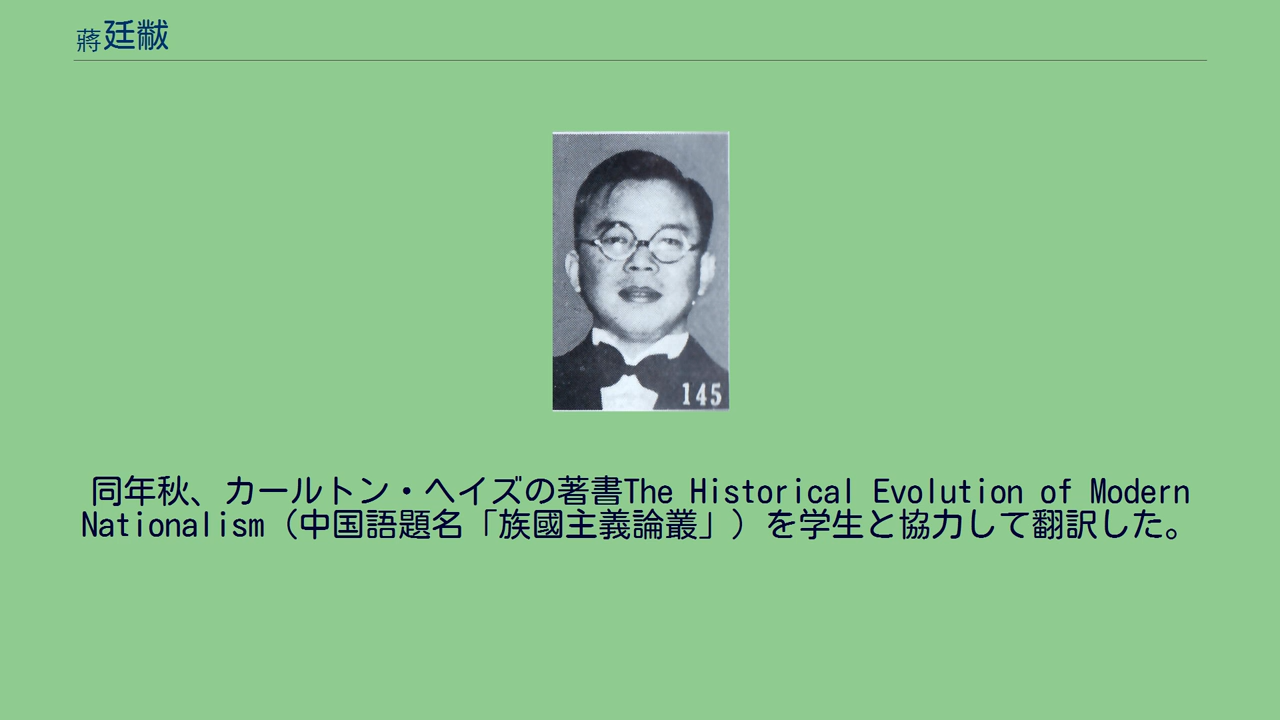 蔣廷黻
145
同年秋、カールトン・ヘイズの著書The Historical Evolution of Modern
Nationalism（中国語題名「族國主義論叢」）を学生と協力して翻訳した。